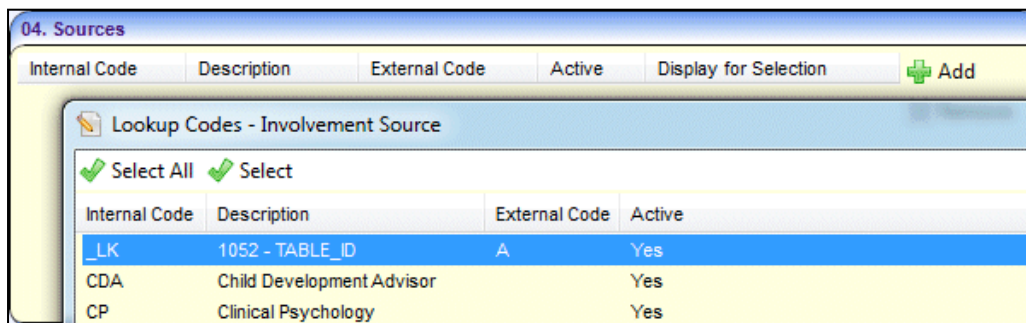 04. Sources
Internal Code Description External Code Active Display for Selection Add
Lookup Codes - Involvement Source
Select All Select
Internal Code Description External Code Active
_LK 1052 - TABLE_ID A Yes
CDA Child Development Advisor Yes
CP Clinical Psychology Yes